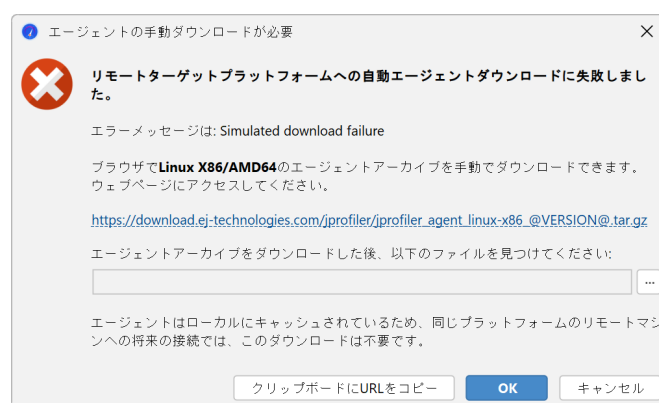 エージェントの手動ダウンロードが必要
リモートターゲットプラットフォームへの自動エージェントダウンロードに失敗しまし
た。
エラーメッセージは: Simulated download failure
ブラウザでLinux X86/AMD64のエージェントアーカイブを手動でダウンロードできます。
ウェブページにアクセスしてください。
https://download.ej-technologies.com/jprofiler/jprofiler_agent_linux-x86_@VERSION@.tar.gz
エージェントアーカイブをダウンロードした後、以下のファイルを見つけてください:
...
エージェントはローカルにキャッシュされているため、同じプラットフォームのリモートマシ
ンへの将来の接続では、このダウンロードは不要です。
クリップボードにURLをコピー
OK
キャンセル